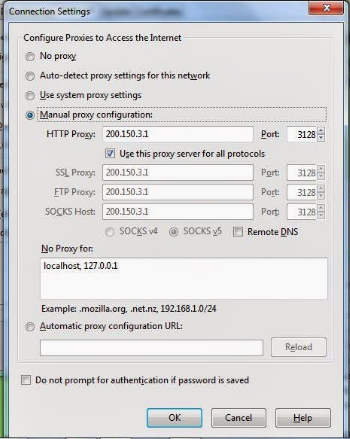 Connection Settings
Configure Proxies to Access the Internet
No proxy
Auto-detect proxy settings for this network
Use system proxy settings
Manual proxy configuration:
HTTP Proxy: 200.150.3.1 Port: 3128
Use this proxy server for all protocols
SSL Proxy: 200.150.3.1 Port: 3128
FTP Proxy: 200.150.3.1 Port: 3128
SOCKS Host: 200.150.3.1 Port: 3128
SOCKS v4 SOCKS v5 Remote DNS
No Proxy for:
localhost, 127.0.0.1
Example: .mozilla.org, .net.nz, 192.168.1.0/24
Automatic proxy configuration URL:
Reload
Do not prompt for authentication if password is saved
OK Cancel Help